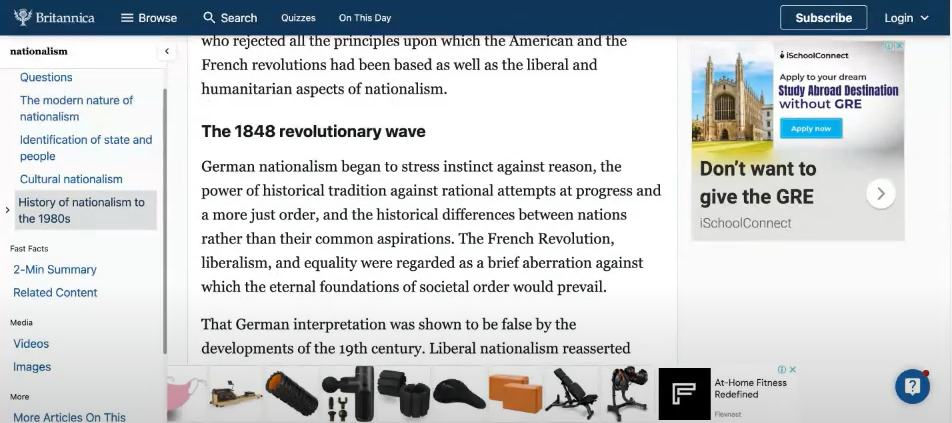 Britannica
Browse
Search
Quizzes
On This Day
Subscribe
Login
nationalism
Questions
The modern nature of
nationalism
Identification of state and
people
Cultural nationalism
History of nationalism to
the 1980s
Fast Facts
2-Min Summary
Related Content
Media
Videos
Images
More
More Articles On This
who rejected all the principles upon which the American and the
French revolutions had been based as well as the liberal and
humanitarian aspects of nationalism.
The 1848 revolutionary wave
German nationalism began to stress instinct against reason, the
power of historical tradition against rational attempts at progress and
a more just order, and the historical differences between nations
rather than their common aspirations. The French Revolution,
liberalism, and equality were regarded as a brief aberration against
which the eternal foundations of societal order would prevail.
That German interpretation was shown to be false by the
developments of the 19th century. Liberal nationalism reasserted
iSchoolConnect
Apply to your dream
Study Abroad Destination
without GRE
Apply now
Don't want to
give the GRE
iSchoolConnect
At-Home Fitness
Redefined
Flexnest